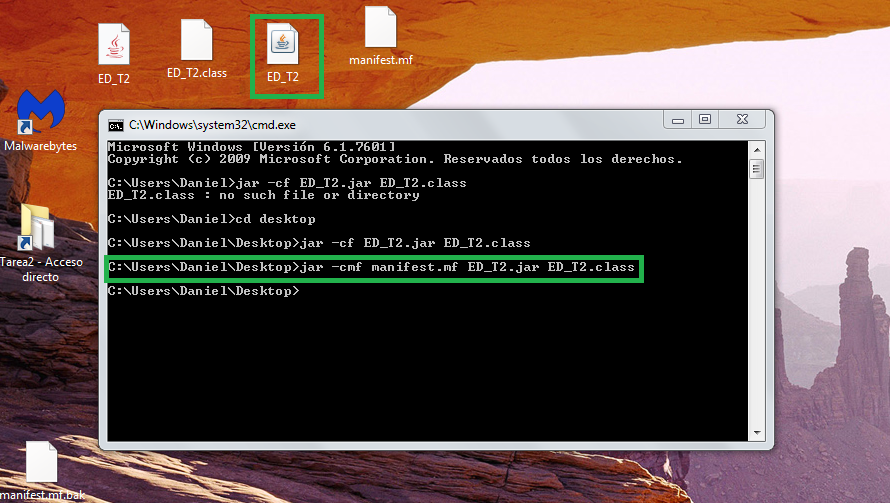 ED_T2
ED_T2.class
ED_T2
manifest.mf
Malwarebytes
Tarea2 - Acceso
directo
manifest.mf.bak
C:\Windows\system32\cmd.exe
Microsoft Windows [Versión 6.1.7601]
Copyright (c) 2009 Microsoft Corporation. Reservados todos los derechos.
C:\Users\Daniel>jar -cf ED_T2.jar ED_T2.class
ED_T2.class : no such file or directory
C:\Users\Daniel>cd desktop
C:\Users\Daniel\Desktop>jar -cf ED_T2.jar ED_T2.class
C:\Users\Daniel\Desktop>jar -cmf manifest.mf ED_T2.jar ED_T2.class
C:\Users\Daniel\Desktop>